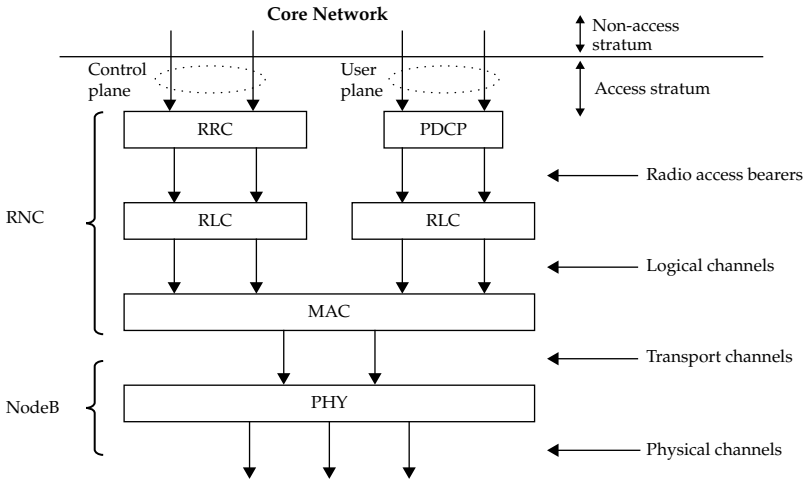 Core Network
Non-access
stratum
Control
plane
User
plane
Access stratum
RRC
PDCP
Radio access bearers
RNC
RLC
RLC
Logical channels
MAC
Transport channels
NodeB
PHY
Physical channels